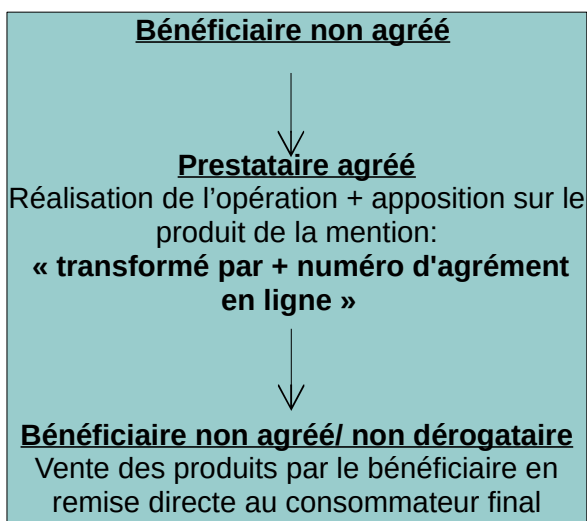 Bénéficiaire non agréé
Prestataire agréé
Réalisation de l’opération + apposition sur le
produit de la mention:
« transformé par + numéro d'agrément
en ligne »
Bénéficiaire non agréé/ non dérogataire
Vente des produits par le bénéficiaire en
remise directe au consommateur final